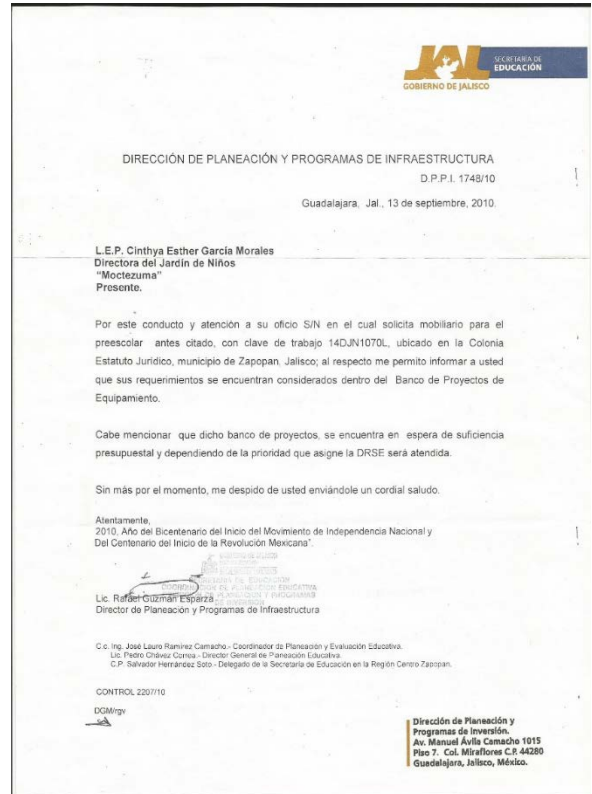 JAL
SECRETARÍA DE
EDUCACIÓN
GOBIERNO DE JALISCO
DIRECCIÓN DE PLANEACIÓN Y PROGRAMAS DE INFRAESTRUCTURA
D.P.P.I. 1748/10
Guadalajara, Jal., 13 de septiembre, 2010.
L.E.P. Cinthya Esther García Morales
Directora del Jardín de Niños
"Moctezuma"
Presente.
Por este conducto y atención a su oficio S/N en el cual solicita mobiliario para el
preescolar antes citado, con clave de trabajo 14DJN1070L, ubicado en la Colonia
Estatuto Jurídico, municipio de Zapopan, Jalisco; al respecto me permito informar a usted
que sus requerimientos se encuentran considerados dentro del Banco de Proyectos de
Equipamiento.
Cabe mencionar que dicho banco de proyectos, se encuentra en espera de suficiencia
presupuestal y dependiendo de la prioridad que asigne la DRSE será atendida.
Sin más por el momento, me despido de usted enviándole un cordial saludo.
Atentamente,
2010, Año del Bicentenario del Inicio del Movimiento de Independencia Nacional y
Del Centenario del Inicio de la Revolución Mexicana".
Lic. Rafael Guzmán Esparza
Director de Planeación y Programas de Infraestructura
C.c. Ing. José Lauro Ramírez Camacho.- Coordinador de Planeación y Evaluación Educativa.
Lic. Pedro Chávez Correa.- Director General de Planeación Educativa.
C.P. Salvador Hernández Soto.- Delegado de la Secretaría de Educación en la Región Centro Zapopan.
CONTROL 2207/10
DGM/rgv
Dirección de Planeación y
Programas de Inversión.
Av. Manuel Ávila Camacho 1015
Piso 7. Col. Miraflores C.P. 44280
Guadalajara, Jalisco, México.